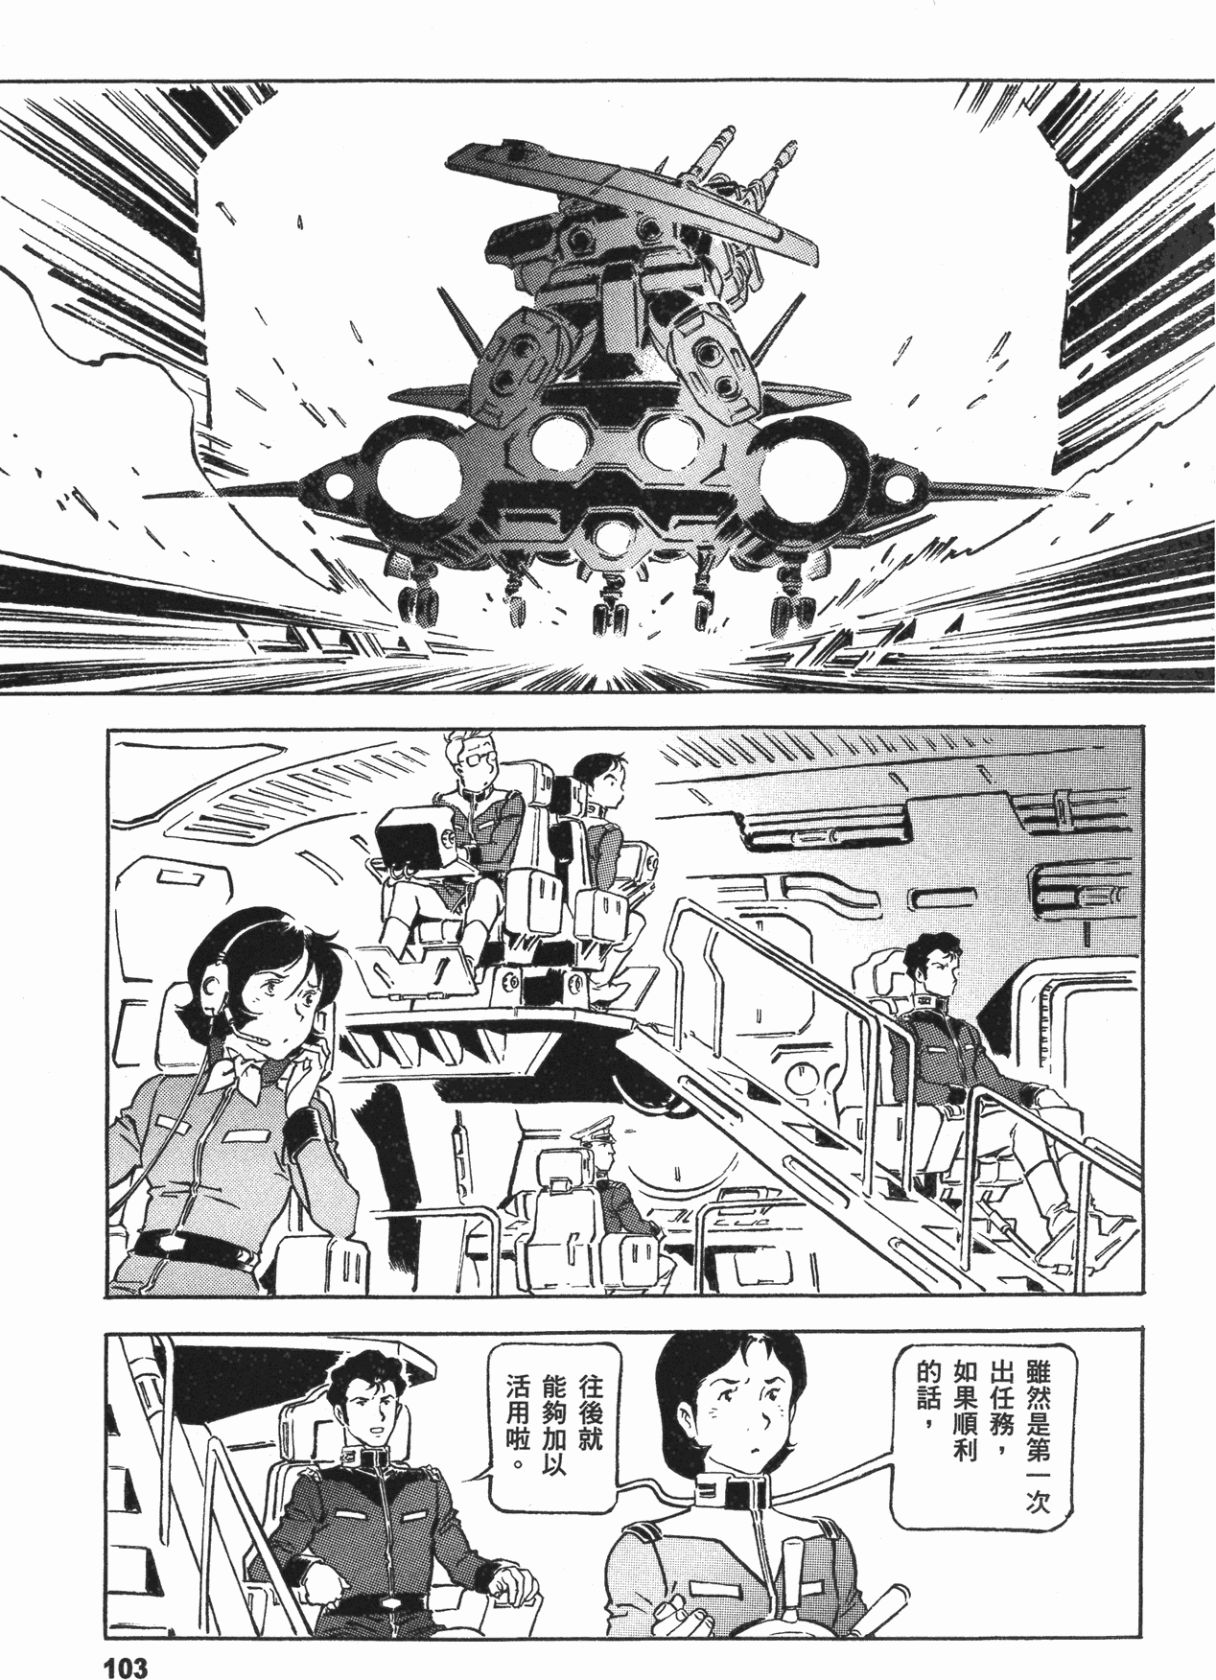 雖然是第一次
出任務，
如果順利
的話，
往後就
能夠加以
活用啦。
103